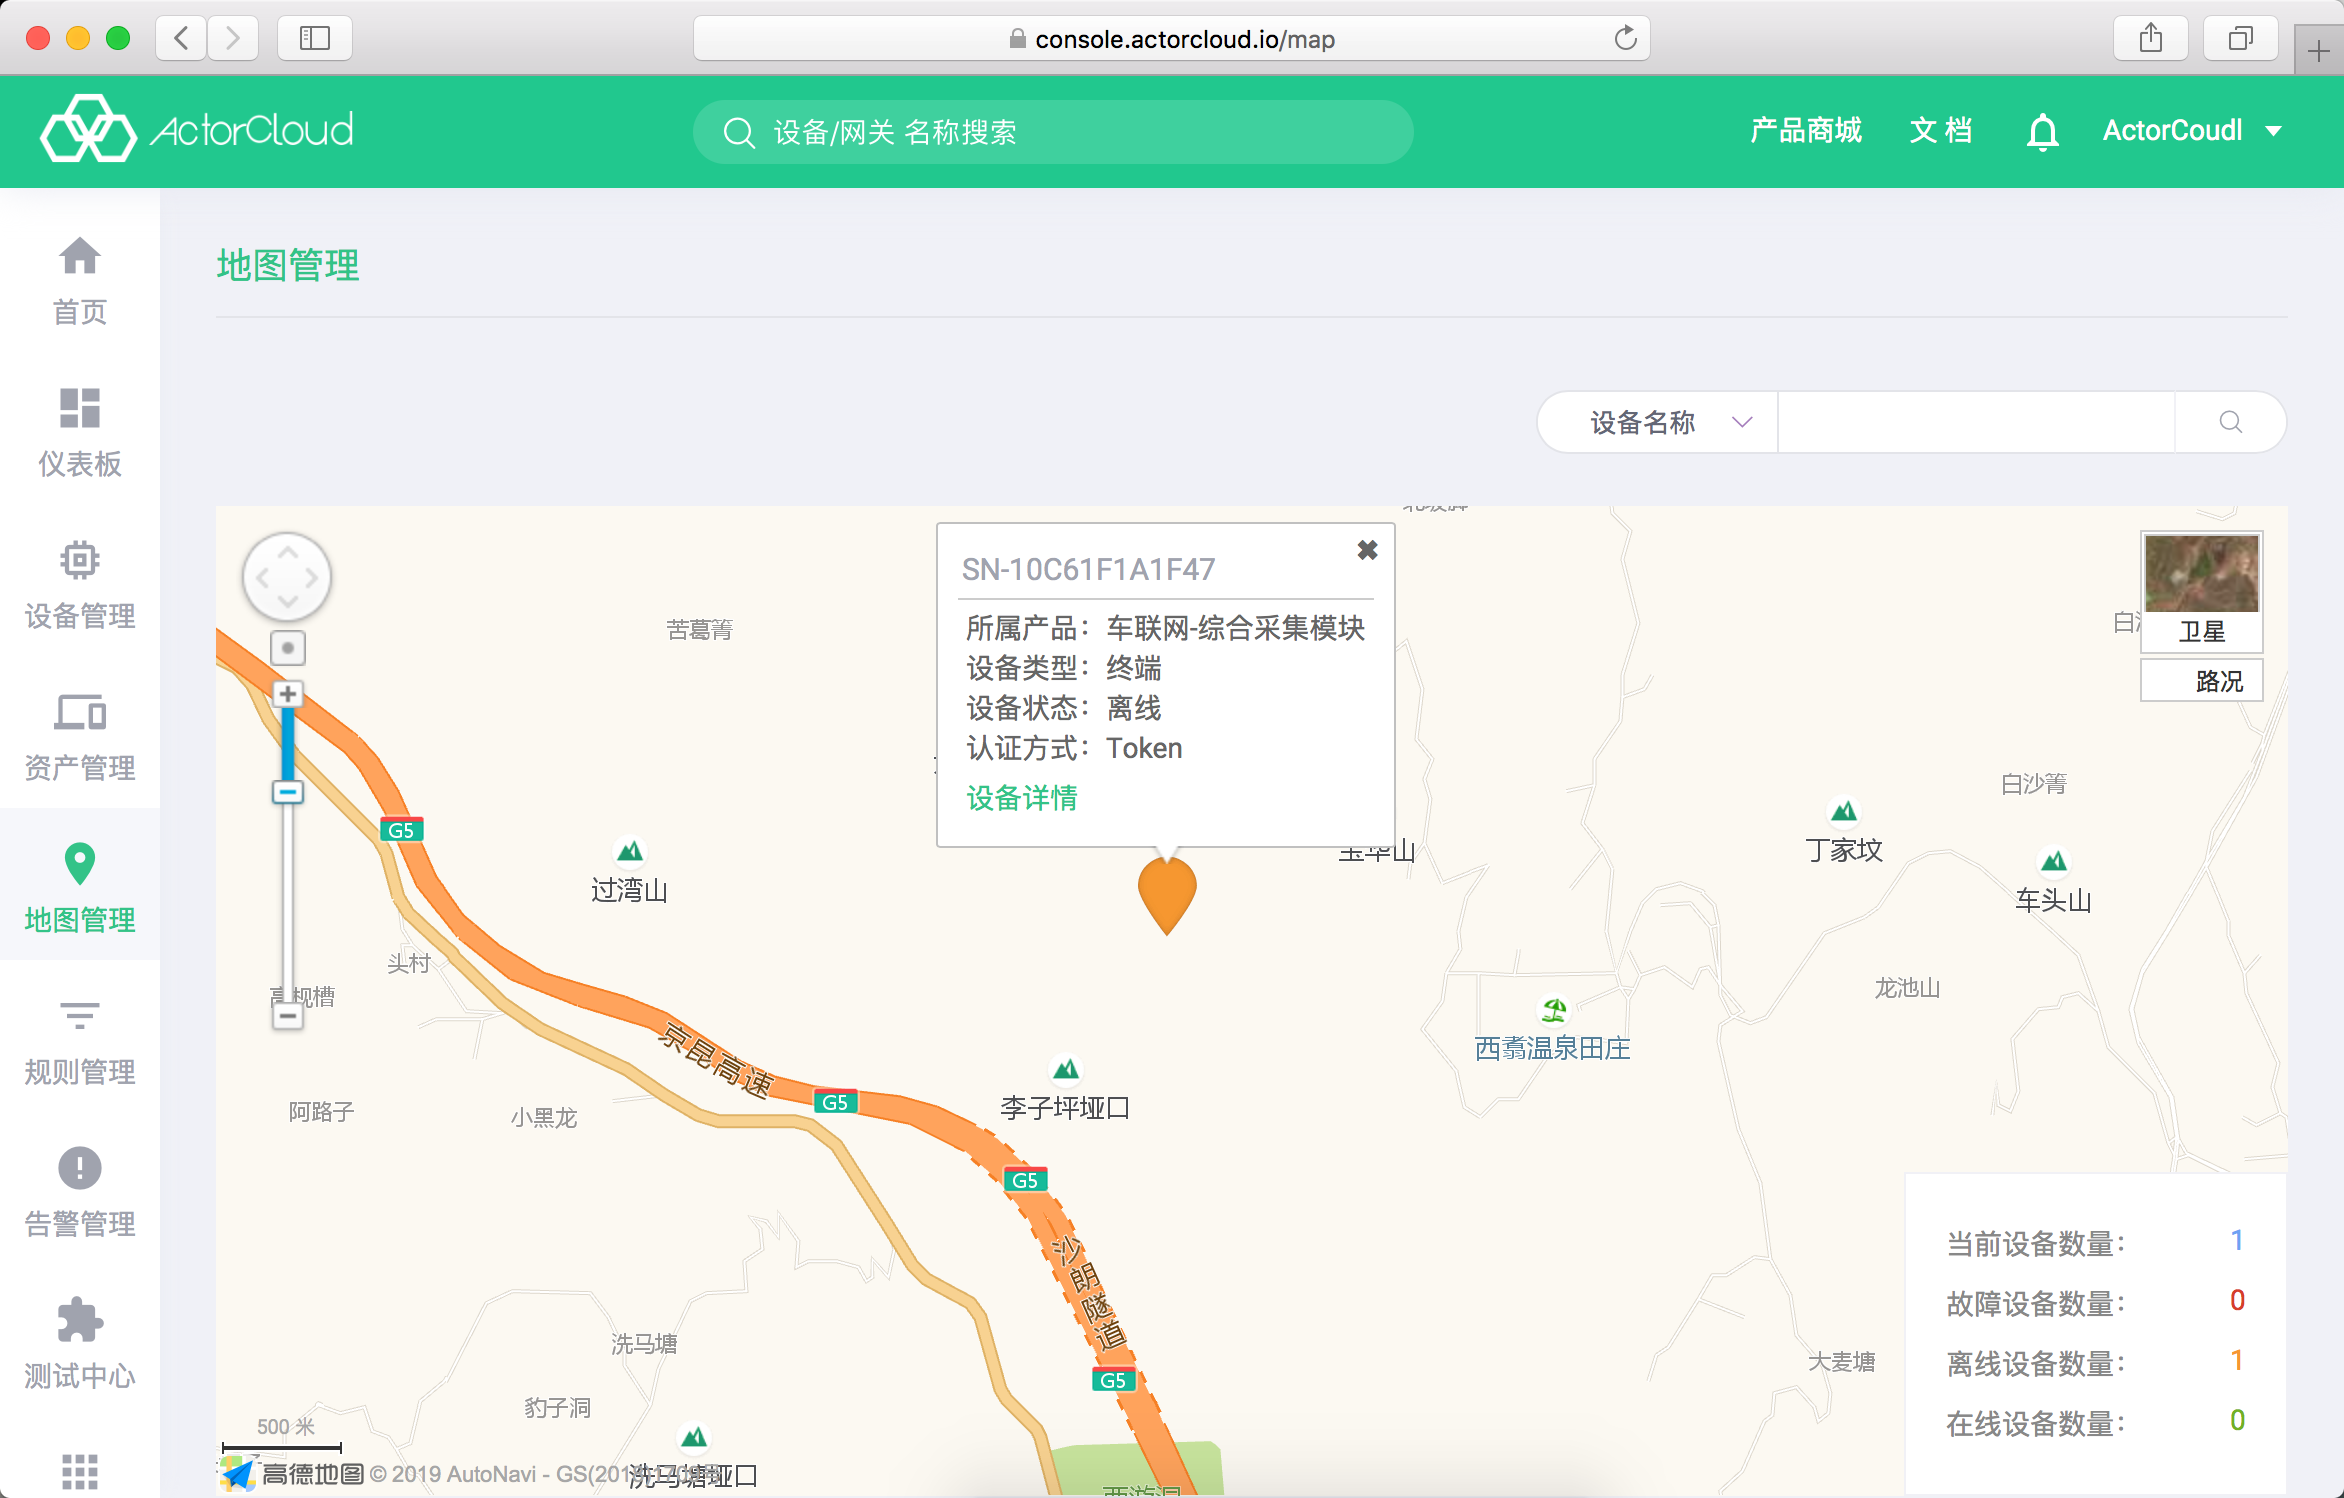 console.actorcloud.io/map
ActorCloud
设备/网关 名称搜索
产品商城
文 档
ActorCoudl
首页
仪表板
设备管理
资产管理
地图管理
规则管理
告警管理
测试中心
地图管理
设备名称
SN-10C61F1A1F47
所属产品：车联网-综合采集模块
设备类型：终端
设备状态：离线
认证方式：Token
设备详情
卫星
路况
苦葛箐
白沙箐
丁家坟
车头山
过湾山
玉华山
头村
龙池山
西翥温泉田庄
京昆高速
G5
G5
G5
G5
阿路子
小黑龙
李子坪垭口
沙朗隧道
洗马塘
豹子洞
大麦塘
洗马塘垭口
西游洞
500 米
高德地图 © 2019 AutoNavi - GS(201
当前设备数量： 1
故障设备数量： 0
离线设备数量： 1
在线设备数量： 0